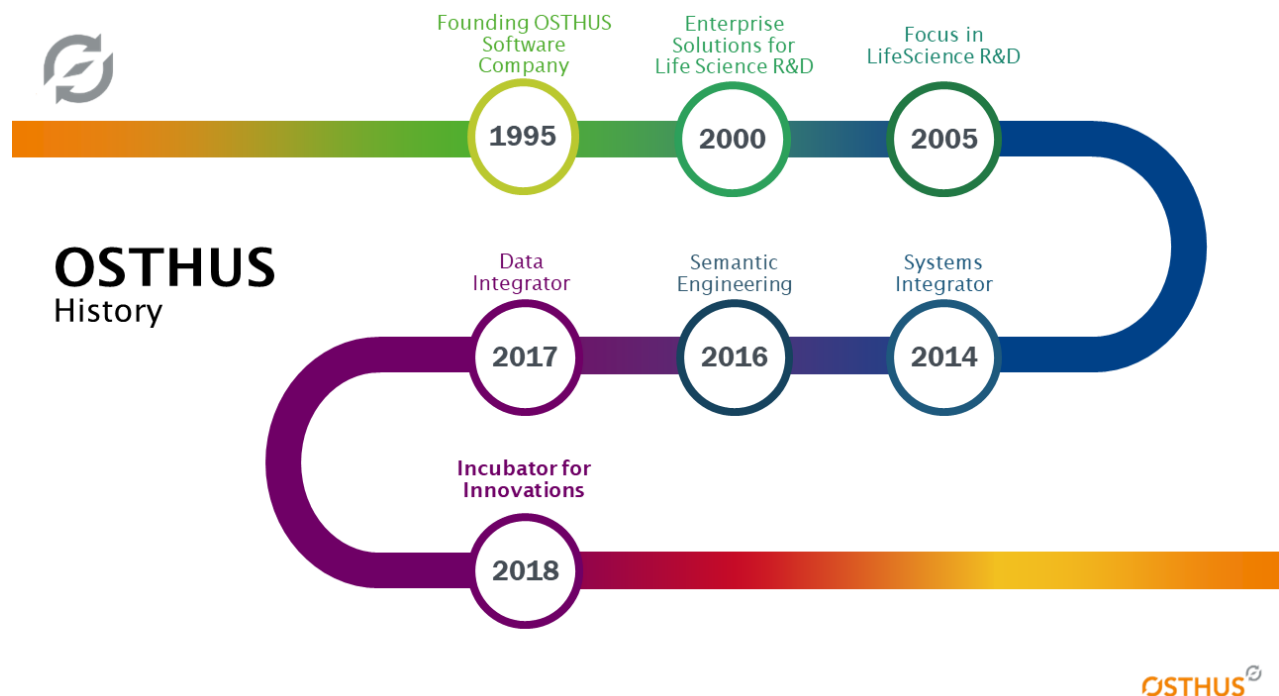 Founding OSTHUS
Software
Company
Enterprise
Solutions for
Life Science R&D
Focus in
LifeScience R&D
1995
2000
2005
OSTHUS
History
Data
Integrator
Semantic
Engineering
Systems
Integrator
2017
2016
2014
Incubator for
Innovations
2018
OSTHUS